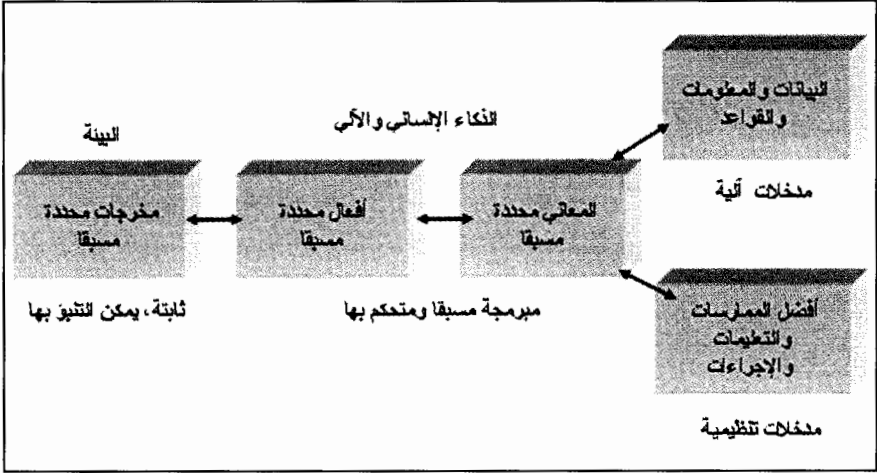 البيانات والمعلومات
والقواعد
مدخلات آلية
الذكاء الإنساني والآلي
البيئة
المعاني محددة
مسبقا
أفعال محددة
مسبقا
مخرجات محددة
مسبقا
مبرمجة مسبقا ومتحكم بها
ثابتة، يمكن التنبؤ بها
أفضل الممارسات
والتعليمات
والإجراءات
مدخلات تنظيمية